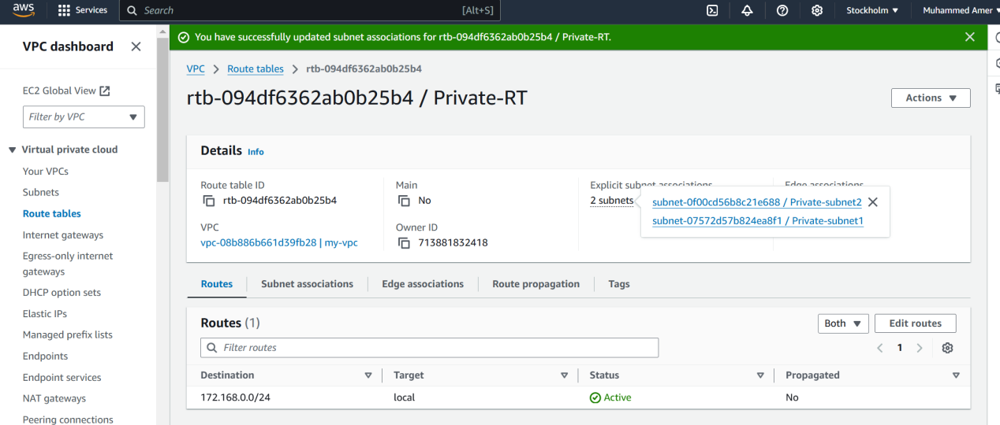 aws
Services
Search
[Alt+S]
Stockholm
Muhammed Amer
VPC dashboard
EC2 Global View
Filter by VPC
Virtual private cloud
Your VPCs
Subnets
Route tables
Internet gateways
Egress-only internet
gateways
DHCP option sets
Elastic IPs
Managed prefix lists
Endpoints
Endpoint services
NAT gateways
Peering connections
You have successfully updated subnet associations for rtb-094df6362ab0b25b4 / Private-RT.
VPC
Route tables
rtb-094df6362ab0b25b4
rtb-094df6362ab0b25b4 / Private-RT
Actions
Details
Info
Route table ID
rtb-094df6362ab0b25b4
Main
No
Explicit subnet associations
2 subnets
Edge associations
subnet-0f00cd56b8c21e688 / Private-subnet2
subnet-07572d57b824ea8f1 / Private-subnet1
VPC
vpc-08b886b661d39fb28 | my-vpc
Owner ID
713881832418
Routes
Subnet associations
Edge associations
Route propagation
Tags
Routes (1)
Both
Edit routes
Filter routes
1
Destination
Target
Status
Propagated
172.168.0.0/24
local
Active
No